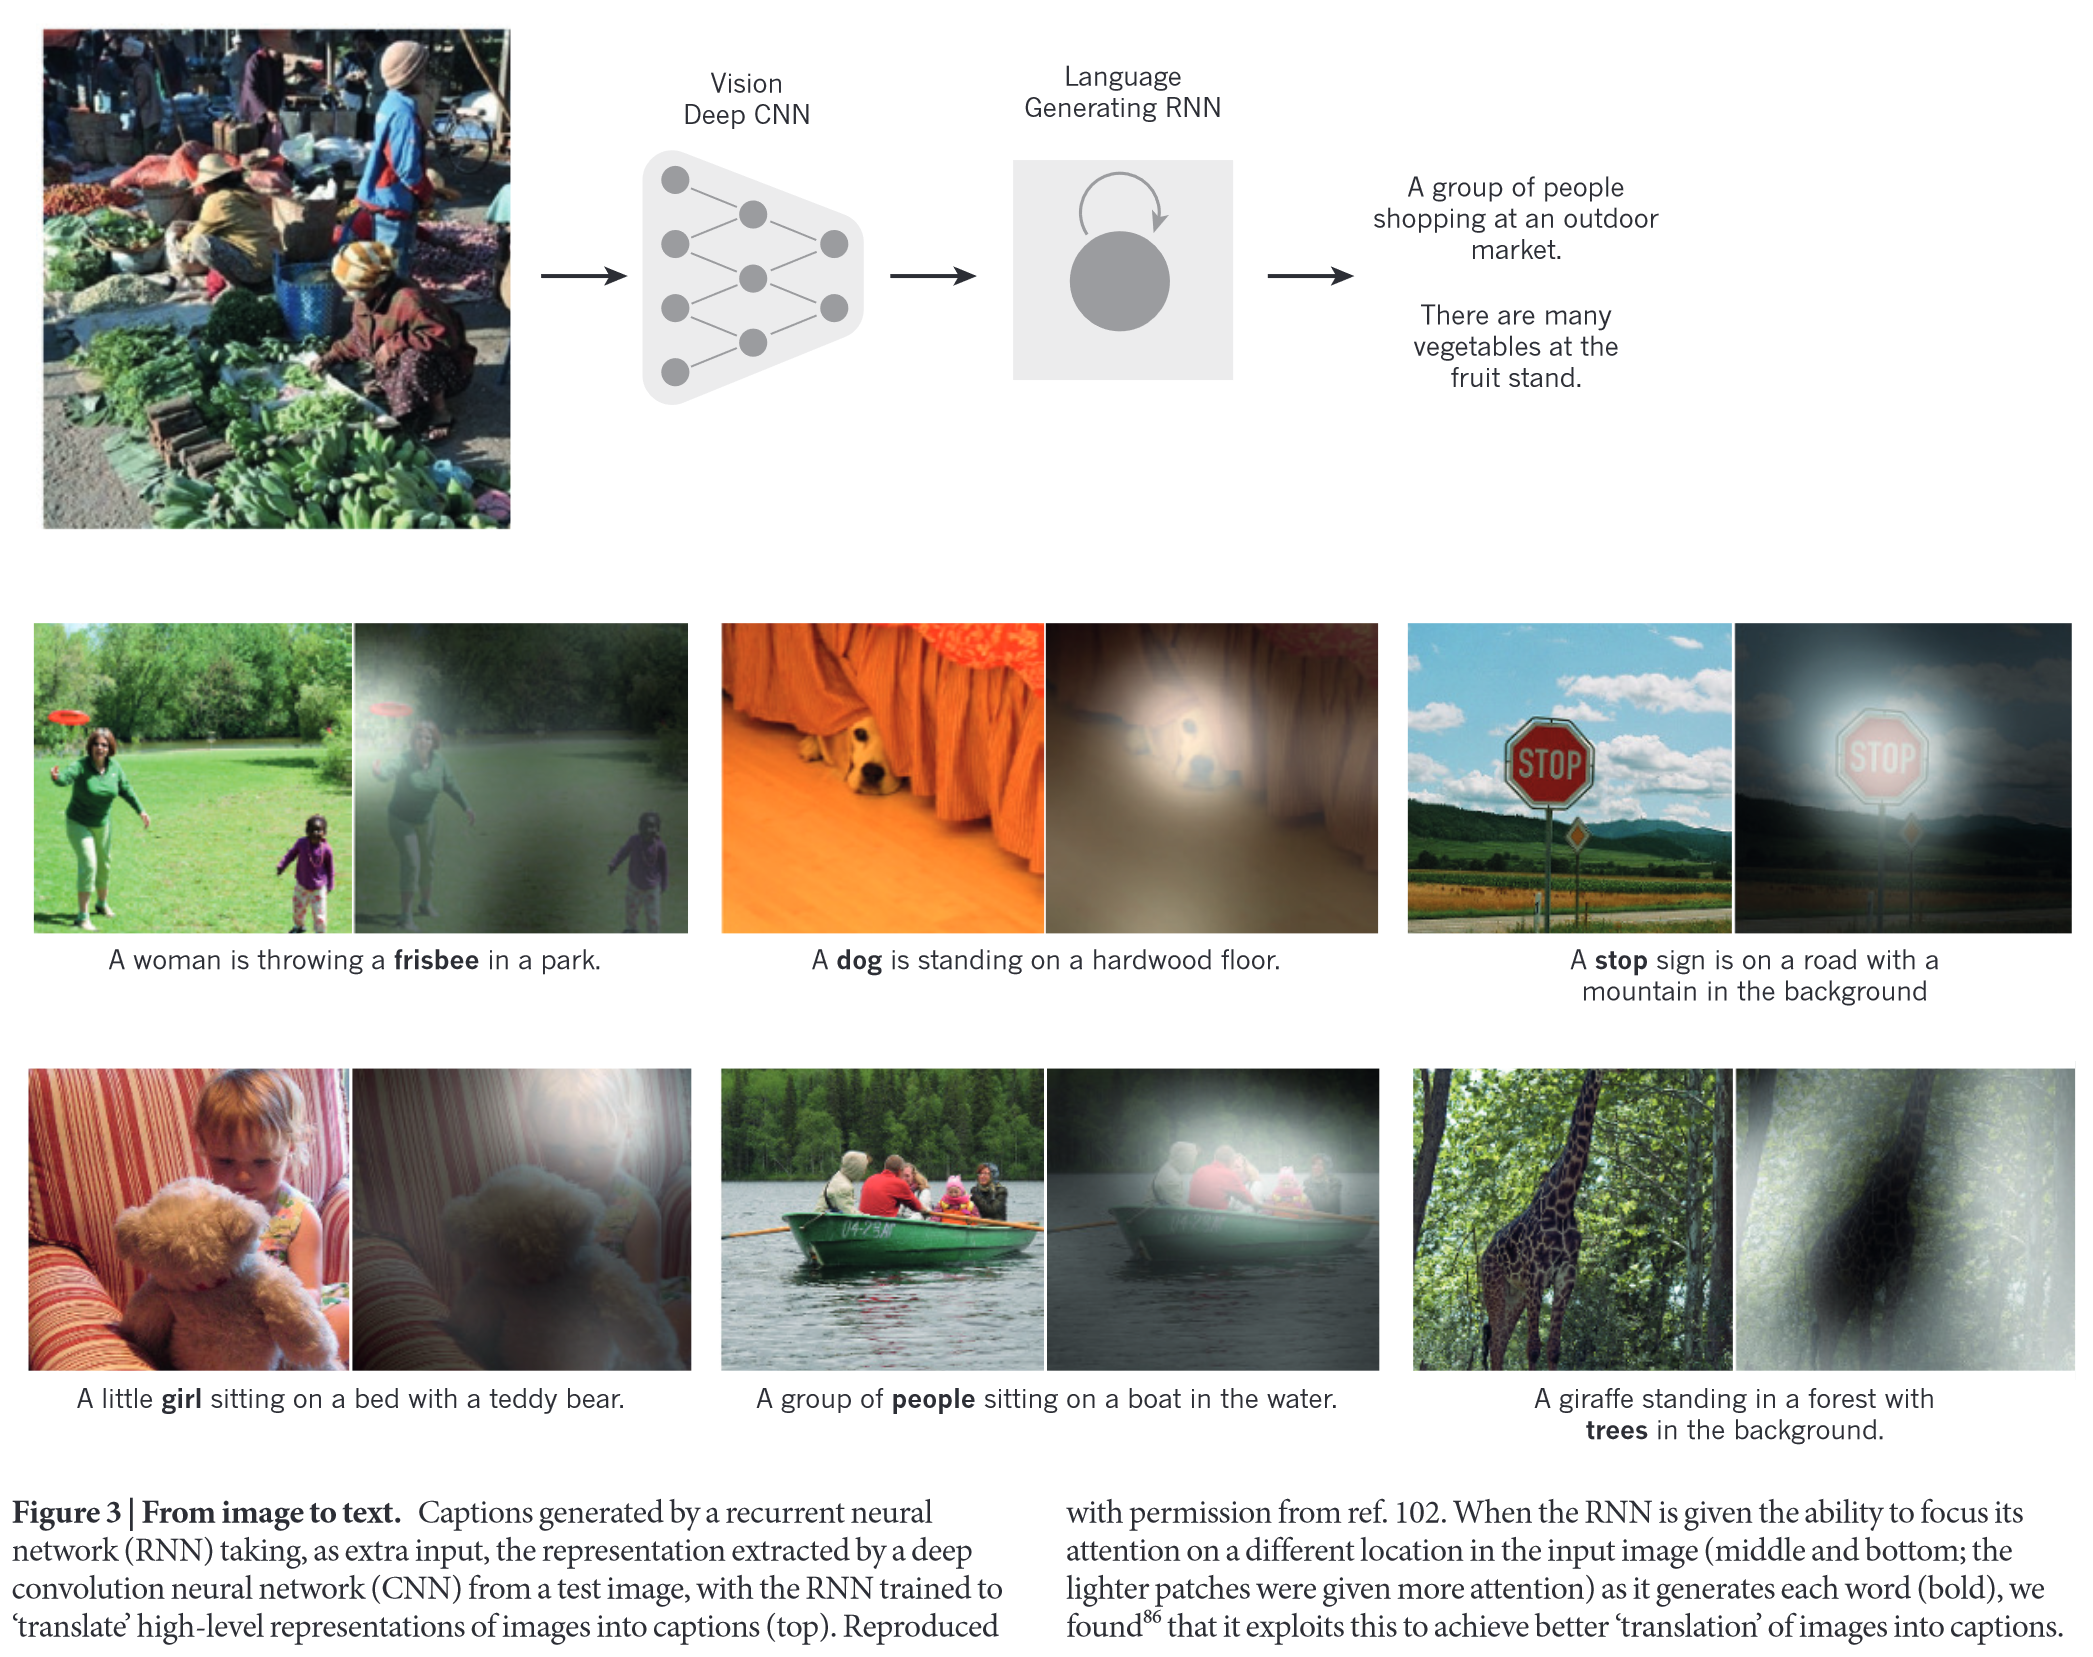 Vision
Deep CNN
Language
Generating RNN
A group of people
shopping at an outdoor
market.
There are many
vegetables at the
fruit stand.
STOP
STOP
A woman is throwing a frisbee in a park.
A dog is standing on a hardwood floor.
A stop sign is on a road with a
mountain in the background
A little girl sitting on a bed with a teddy bear.
A group of people sitting on a boat in the water.
A giraffe standing in a forest with
trees in the background.
Figure 3 | From image to text. Captions generated by a recurrent neural
network (RNN) taking, as extra input, the representation extracted by a deep
convolution neural network (CNN) from a test image, with the RNN trained to
‘translate’ high-level representations of images into captions (top). Reproduced
with permission from ref. 102. When the RNN is given the ability to focus its
attention on a different location in the input image (middle and bottom; the
lighter patches were given more attention) as it generates each word (bold), we
found86 that it exploits this to achieve better ‘translation’ of images into captions.